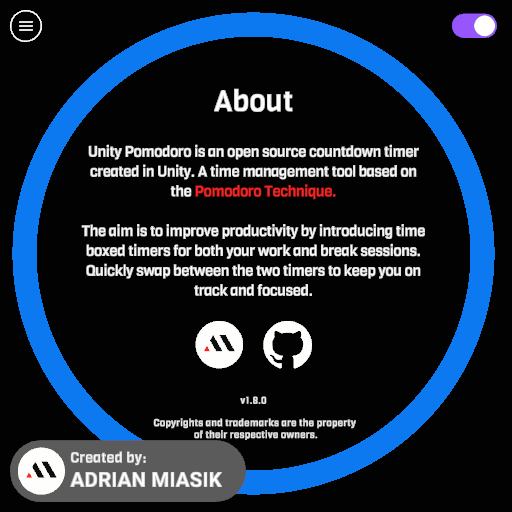 About
Unity Pomodoro is an open source countdown timer
created in Unity. A time management tool based on
the Pomodoro Technique.
The aim is to improve productivity by introducing time
boxed timers for both your work and break sessions.
Quickly swap between the two timers to keep you on
track and focused.
v1.8.0
Copyrights and trademarks are the property
of their respective owners.
Created by:
ADRIAN MIASIK